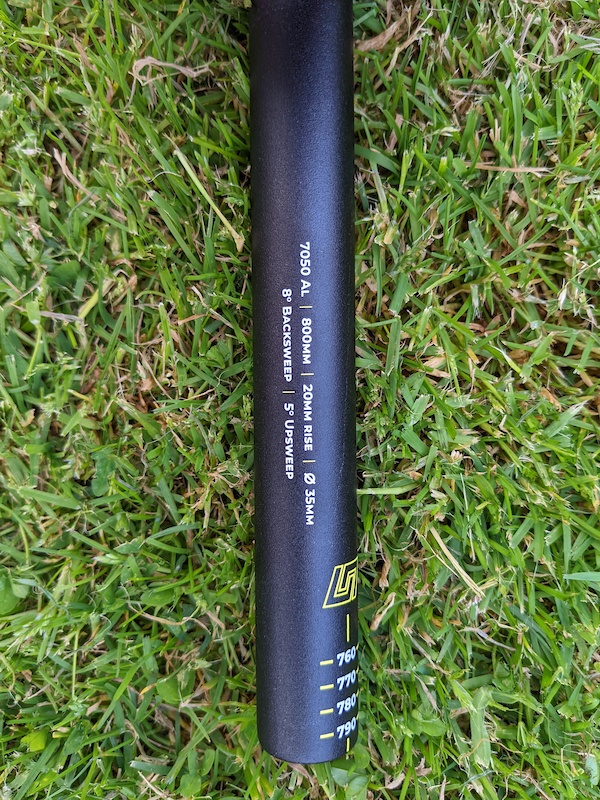 7050 AL | 800MM | 20MM RISE | Ø 35MM
8° BACKSWEEP | 5° UPSWEEP
760
770
780
790